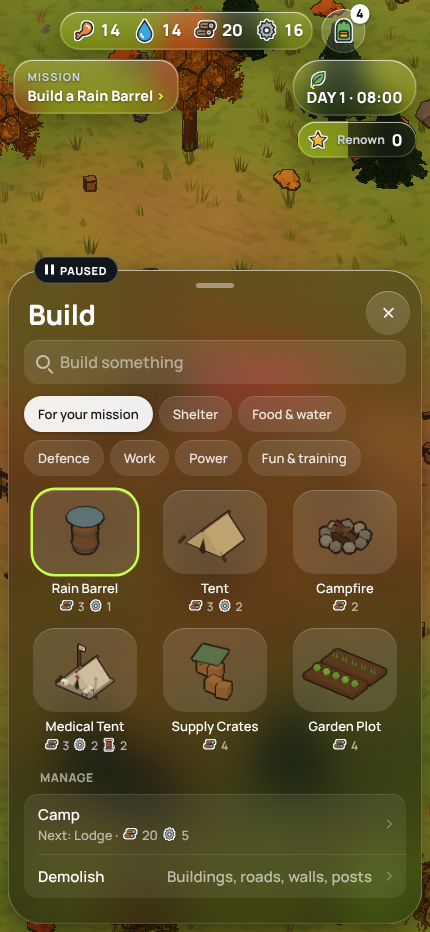 14 14 20 16 4
MISSION
Build a Rain Barrel ›
DAY 1 · 08:00
Renown 0
PAUSED
Build
Build something
For your mission Shelter Food & water
Defence Work Power Fun & training
Rain Barrel Tent Campfire
3 1 3 2 2
Medical Tent Supply Crates Garden Plot
3 2 2 4 4
MANAGE
Camp
Next: Lodge · 20 5
Demolish Buildings, roads, walls, posts